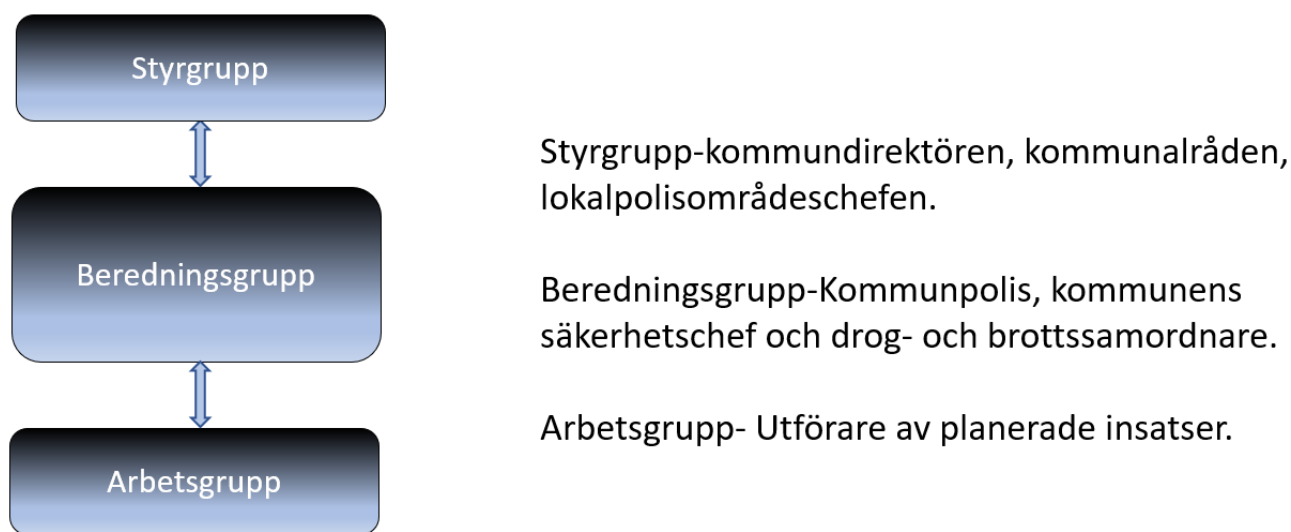 Styrgrupp
Beredningsgrupp
Arbetsgrupp
Styrgrupp-kommundirektören, kommunalråden,
lokalpolisområdeschefen.
Beredningsgrupp-Kommunpolis, kommunens
säkerhetschef och drog- och brottssamordnare.
Arbetsgrupp- Utförare av planerade insatser.